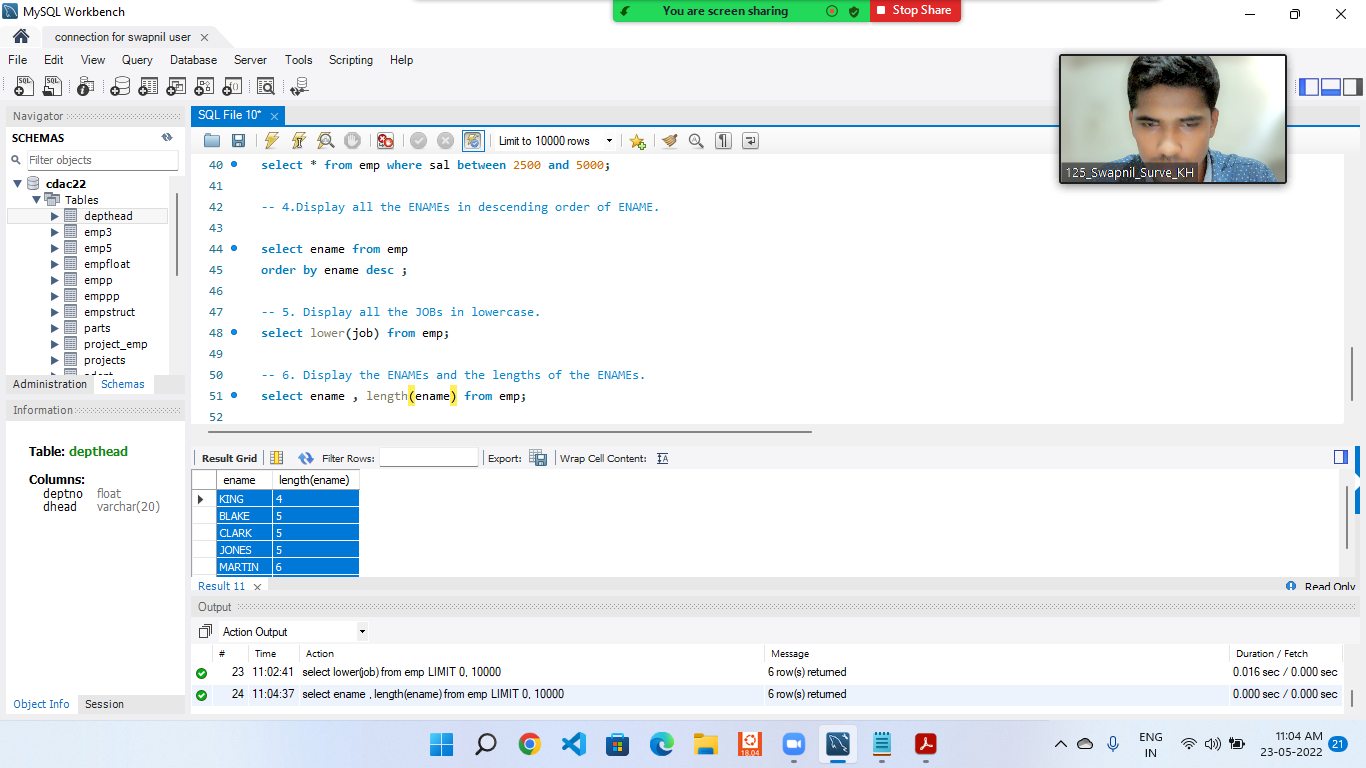 MySQL Workbench
You are screen sharing
Stop Share
connection for swapnil user
File Edit View Query Database Server Tools Scripting Help
Navigator
SCHEMAS
Filter objects
cdac22
Tables
depthead
emp3
emp5
empfloat
empp
emppp
empstruct
parts
project_emp
projects
Administration Schemas
Information
Table: depthead
Columns:
deptno float
dhead varchar(20)
Object Info Session
SQL File 10*
Limit to 10000 rows
40 select * from emp where sal between 2500 and 5000;
41
42 -- 4.Display all the ENAMEs in descending order of ENAME.
43
44 select ename from emp
45 order by ename desc ;
46
47 -- 5. Display all the JOBs in lowercase.
48 select lower(job) from emp;
49
50 -- 6. Display the ENAMEs and the lengths of the ENAMEs.
51 select ename , length(ename) from emp;
52
125_Swapnil_Surve_KH
Result Grid Filter Rows: Export: Wrap Cell Content:
ename length(ename)
KING 4
BLAKE 5
CLARK 5
JONES 5
MARTIN 6
Result 11 Read Only
Output
Action Output
# Time Action Message Duration / Fetch
23 11:02:41 select lower(job) from emp LIMIT 0, 10000 6 row(s) returned 0.016 sec / 0.000 sec
24 11:04:37 select ename , length(ename) from emp LIMIT 0, 10000 6 row(s) returned 0.000 sec / 0.000 sec
18.04
ENG
IN
11:04 AM
23-05-2022
21